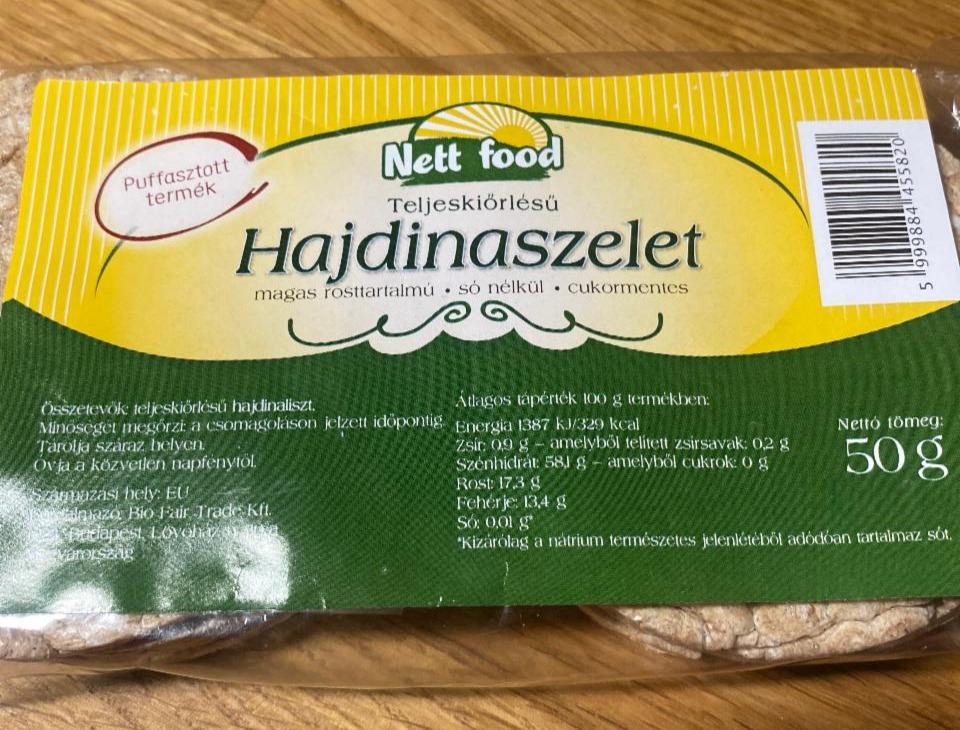 Nett food
Puffasztott
termék
Teljeskiőrlésű
Hajdinaszelet
magas rosttartalmú • só nélkül • cukormentes
5 999884 455820
Összetevők: teljeskiőrlésű hajdinaliszt.
Minőségét megőrzi: a csomagoláson jelzett időpontig.
Tárolja száraz helyen.
Óvja a közvetlen napfénytől.
Származási hely: EU
Bio Fair Trade Kft.
Budapest, Lóvőház
Átlagos tápérték 100 g termékben:
Energia 1387 kJ/329 kcal
Zsír: 0,9 g – amelyből telített zsírsavak: 0,2 g
Szénhidrát: 58,1 g – amelyből cukrok: 0 g
Rost: 17,3 g
Fehérje: 13,4 g
Só: 0,01 g*
*Kizárólag a nátrium természetes jelenlétéből adódóan tartalmaz sót.
Nettó tömeg:
50 g